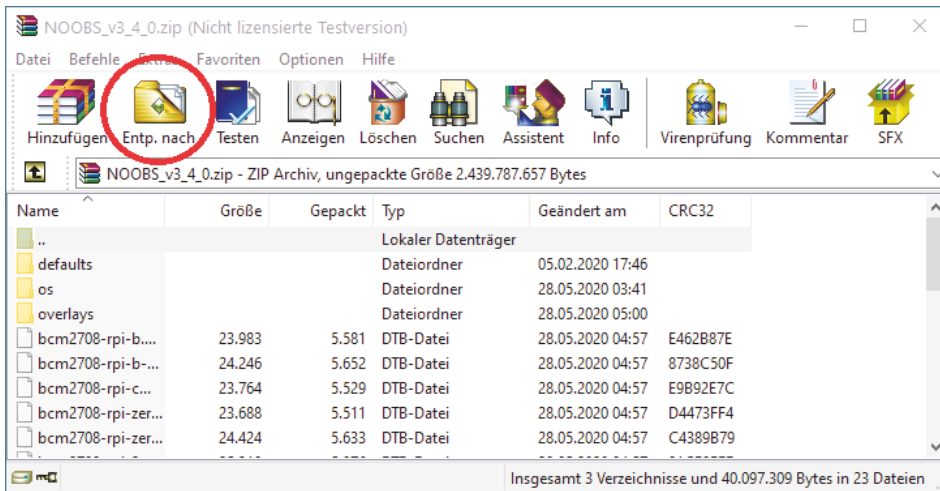 NOOBS_v3_4_0.zip (Nicht lizensierte Testversion)
Datei Befehle Extras Favoriten Optionen Hilfe
Hinzufügen Entp. nach Testen Anzeigen Löschen Suchen Assistent Info Virenprüfung Kommentar SFX
NOOBS_v3_4_0.zip - ZIP Archiv, ungepackte Größe 2.439.787.657 Bytes
Name Größe Gepackt Typ Geändert am CRC32
.. Lokaler Datenträger
defaults Dateiordner 05.02.2020 17:46
os Dateiordner 28.05.2020 03:41
overlays Dateiordner 28.05.2020 05:00
bcm2708-rpi-b.... 23.983 5.581 DTB-Datei 28.05.2020 04:57 E462B87E
bcm2708-rpi-b-... 24.246 5.652 DTB-Datei 28.05.2020 04:57 8738C50F
bcm2708-rpi-c... 23.764 5.529 DTB-Datei 28.05.2020 04:57 E9B92E7C
bcm2708-rpi-zer... 23.688 5.511 DTB-Datei 28.05.2020 04:57 D4473FF4
bcm2708-rpi-zer... 24.424 5.633 DTB-Datei 28.05.2020 04:57 C4389B79
Insgesamt 3 Verzeichnisse und 40.097.309 Bytes in 23 Dateien